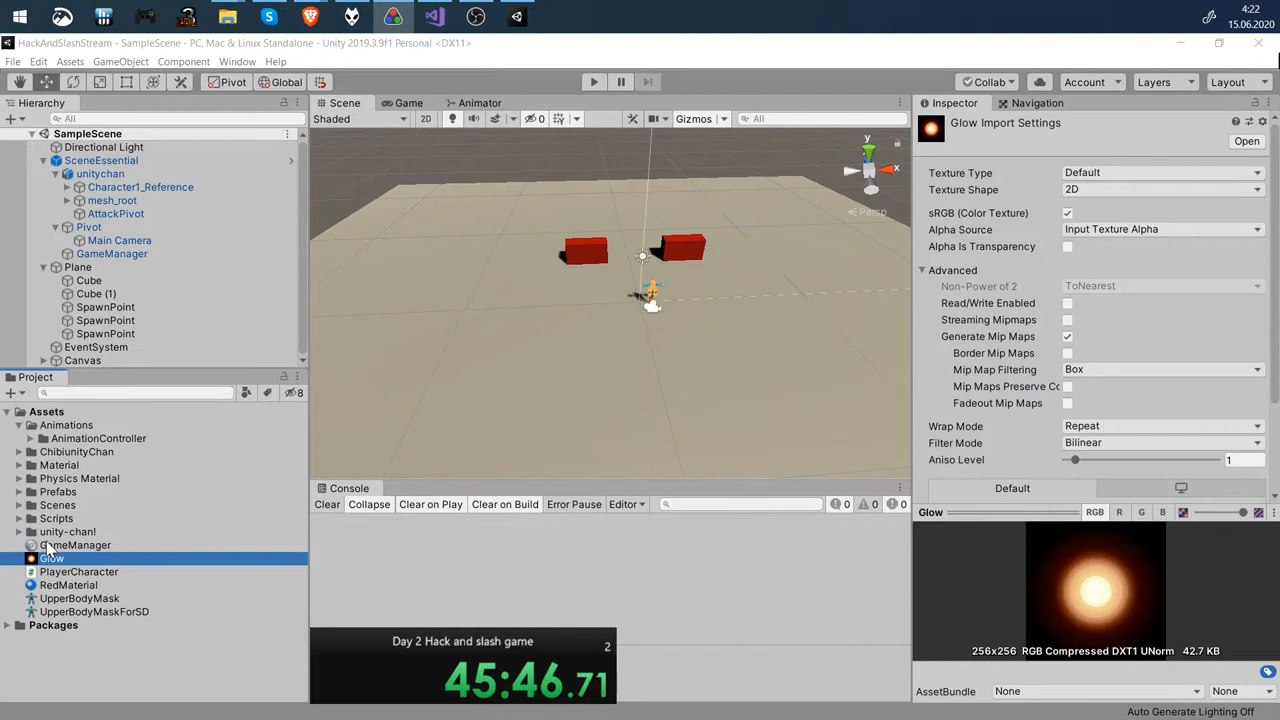 4:22
15.06.2020
HackAndSlashStream - SampleScene - PC, Mac & Linux Standalone - Unity 2019.3.9f1 Personal <DX11>
File Edit Assets GameObject Component Window Help
Pivot Global Collab Account Layers Layout
Hierarchy
All
SampleScene
Directional Light
SceneEssential
unitychan
Character1_Reference
mesh_root
AttackPivot
Pivot
Main Camera
GameManager
Plane
Cube
Cube (1)
SpawnPoint
SpawnPoint
SpawnPoint
EventSystem
Canvas
Scene Game Animator
Shaded 2D 0 Gizmos All
y
x
Persp
Project
8
Assets
Animations
AnimationController
ChibiunityChan
Material
Physics Material
Prefabs
Scenes
Scripts
unity-chan!
GameManager
Glow
PlayerCharacter
RedMaterial
UpperBodyMask
UpperBodyMaskForSD
Packages
Console
Clear Collapse Clear on Play Clear on Build Error Pause Editor 0 0 0
Day 2 Hack and slash game
2
45:46.71
Inspector Navigation
Glow Import Settings
Open
Texture Type Default
Texture Shape 2D
sRGB (Color Texture)
Alpha Source Input Texture Alpha
Alpha Is Transparency
Advanced
Non-Power of 2 ToNearest
Read/Write Enabled
Streaming Mipmaps
Generate Mip Maps
Border Mip Maps
Mip Map Filtering Box
Mip Maps Preserve Co
Fadeout Mip Maps
Wrap Mode Repeat
Filter Mode Bilinear
Aniso Level 1
Default
Glow RGB R G B
256x256 RGB Compressed DXT1 UNorm 42.7 KB
AssetBundle None None
Auto Generate Lighting Off